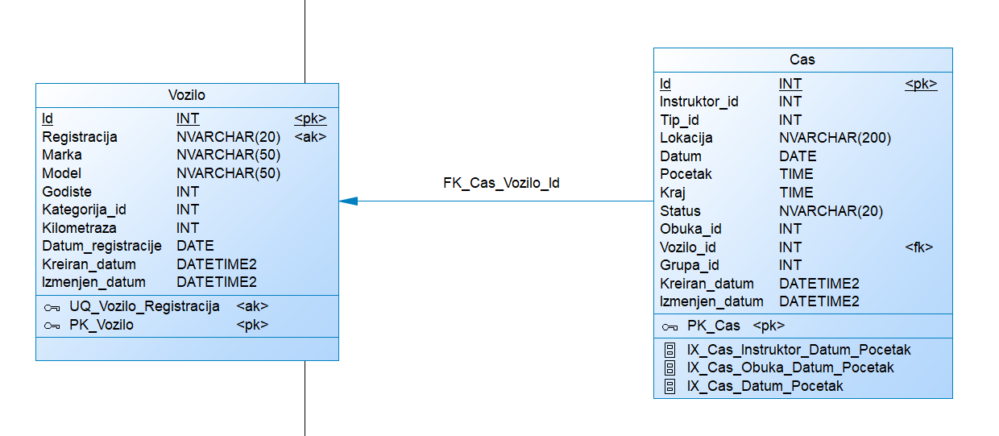 Vozilo
Id INT <pk>
Registracija NVARCHAR(20) <ak>
Marka NVARCHAR(50)
Model NVARCHAR(50)
Godiste INT
Kategorija_id INT
Kilometraza INT
Datum_registracije DATE
Kreiran_datum DATETIME2
Izmenjen_datum DATETIME2
UQ_Vozilo_Registracija <ak>
PK_Vozilo <pk>
FK_Cas_Vozilo_Id
Cas
Id INT <pk>
Instruktor_id INT
Tip_id INT
Lokacija NVARCHAR(200)
Datum DATE
Pocetak TIME
Kraj TIME
Status NVARCHAR(20)
Obuka_id INT
Vozilo_id INT <fk>
Grupa_id INT
Kreiran_datum DATETIME2
Izmenjen_datum DATETIME2
PK_Cas <pk>
IX_Cas_Instruktor_Datum_Pocetak
IX_Cas_Obuka_Datum_Pocetak
IX_Cas_Datum_Pocetak